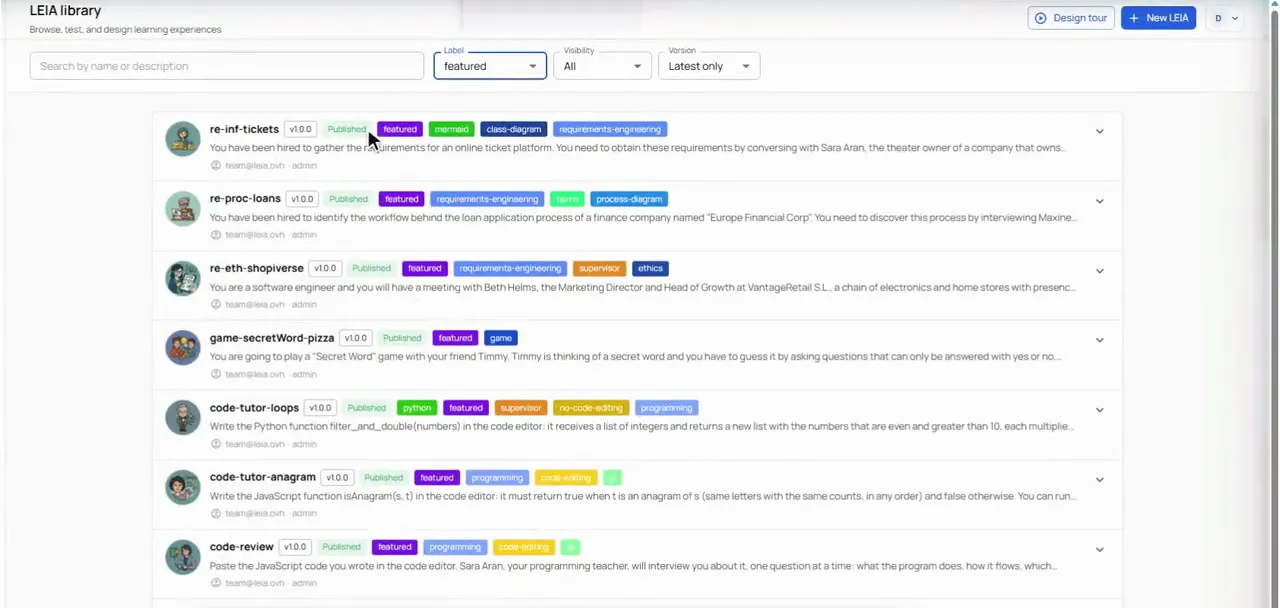 LEIA library
Browse, test, and design learning experiences
Design tour
New LEIA
D
Search by name or description
Label
featured
Visibility
All
Version
Latest only
re-inf-tickets v1.0.0 Published featured mermaid class-diagram requirements-engineering
You have been hired to gather the requirements for an online ticket platform. You need to obtain these requirements by conversing with Sara Aran, the theater owner of a company that owns...
team@leia.ovh · admin
re-proc-loans v1.0.0 Published featured requirements-engineering bpmn process-diagram
You have been hired to identify the workflow behind the loan application process of a finance company named "Europe Financial Corp" You need to discover this process by interviewing Maxine...
team@leia.ovh · admin
re-eth-shopiverse v1.0.0 Published featured requirements-engineering supervisor ethics
You are a software engineer and you will have a meeting with Beth Helms, the Marketing Director and Head of Growth at VantageRetail S.L., a chain of electronics and home stores with presenc...
team@leia.ovh · admin
game-secretWord-pizza v1.0.0 Published featured game
You are going to play a "Secret Word" game with your friend Timmy. Timmy is thinking of a secret word and you have to guess it by asking questions that can only be answered with yes or no....
team@leia.ovh · admin
code-tutor-loops v1.0.0 Published python featured supervisor no-code-editing programming
Write the Python function filter_and_double(numbers) in the code editor: it receives a list of integers and returns a new list with the numbers that are even and greater than 10, each multiplie...
team@leia.ovh · admin
code-tutor-anagram v1.0.0 Published featured programming code-editing
Write the JavaScript function isAnagram(s, t) in the code editor: it must return true when t is an anagram of s (same letters with the same counts, in any order) and false otherwise. You can run...
team@leia.ovh · admin
code-review v1.0.0 Published featured programming code-editing
Paste the JavaScript code you wrote in the code editor. Sara Aran, your programming teacher, will interview you about it, one question at a time: what the program does, how it flows, which...
team@leia.ovh · admin